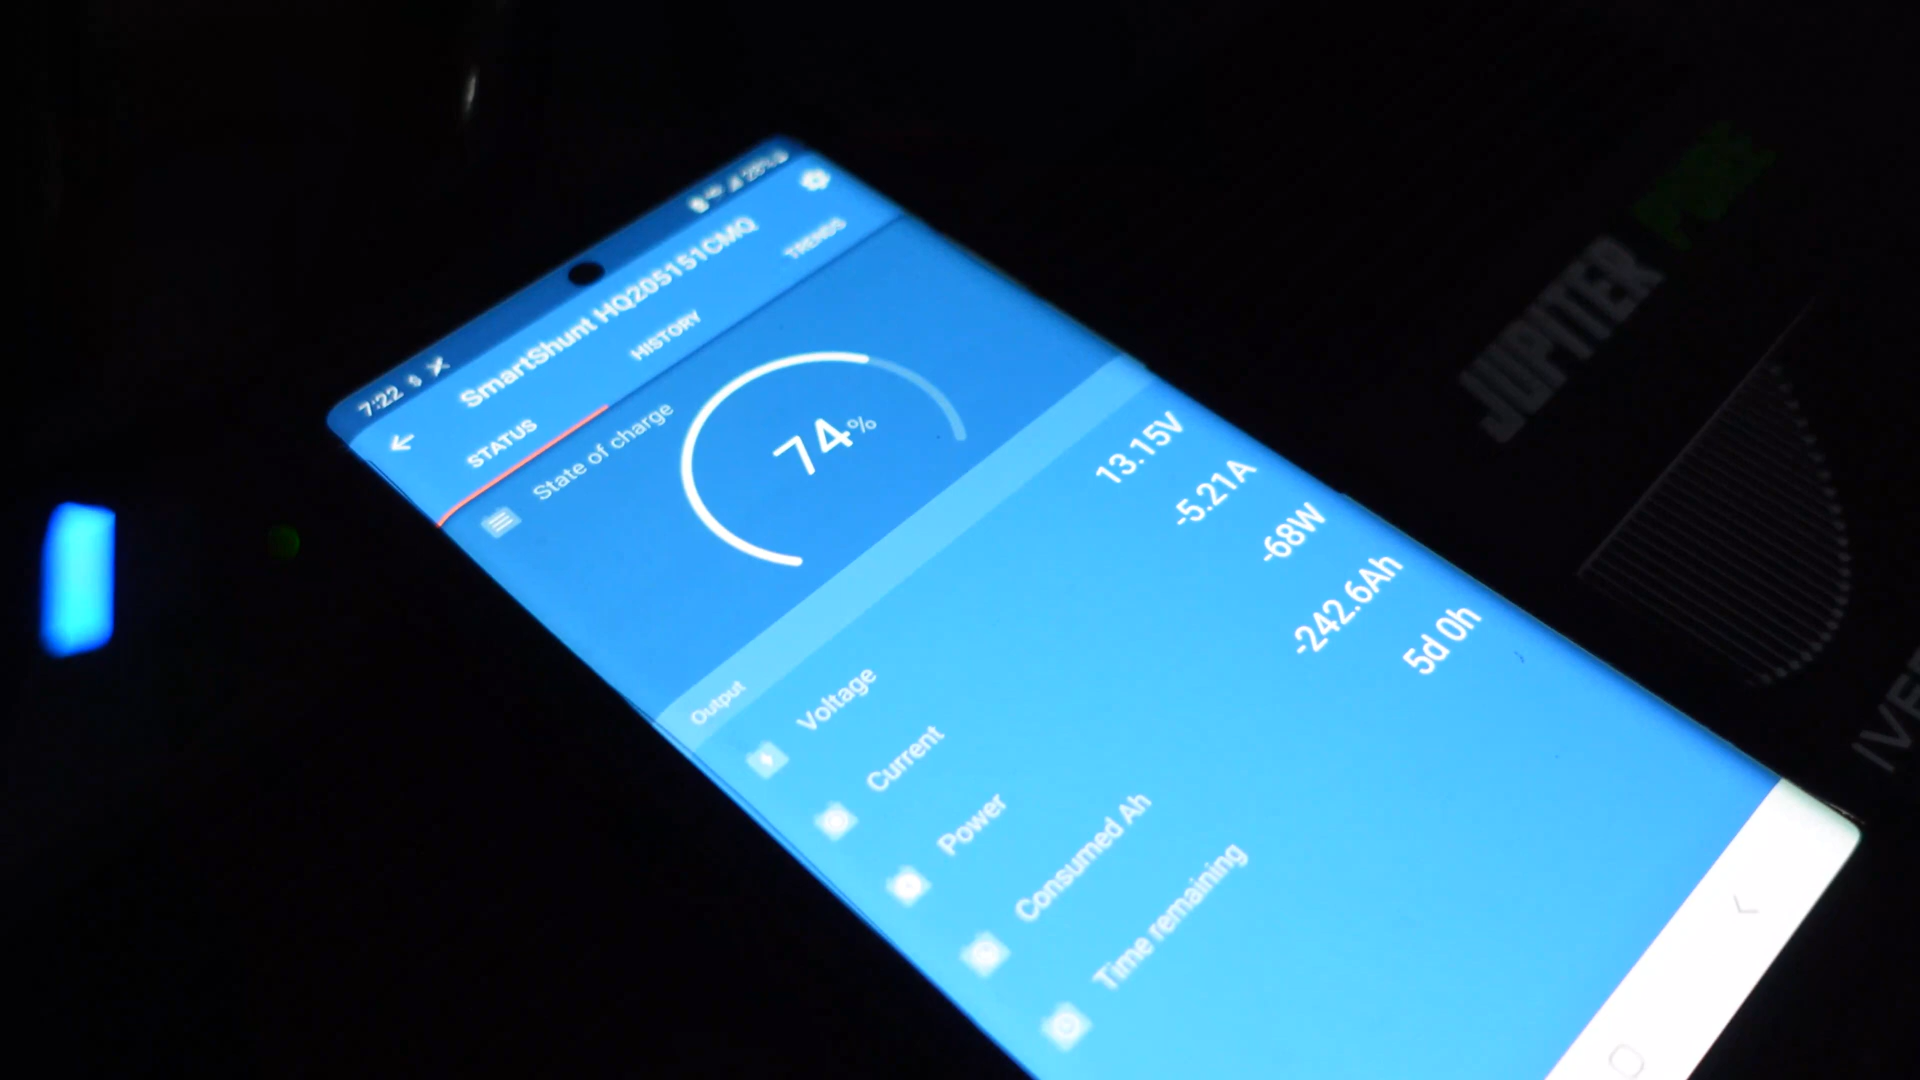 7:22
28%
SmartShunt HQ205151CMQ
STATUS HISTORY TRENDS
State of charge
74%
Output
Voltage 13.15V
Current -5.21A
Power -68W
Consumed Ah -242.6Ah
Time remaining 5d 0h
JUPITER